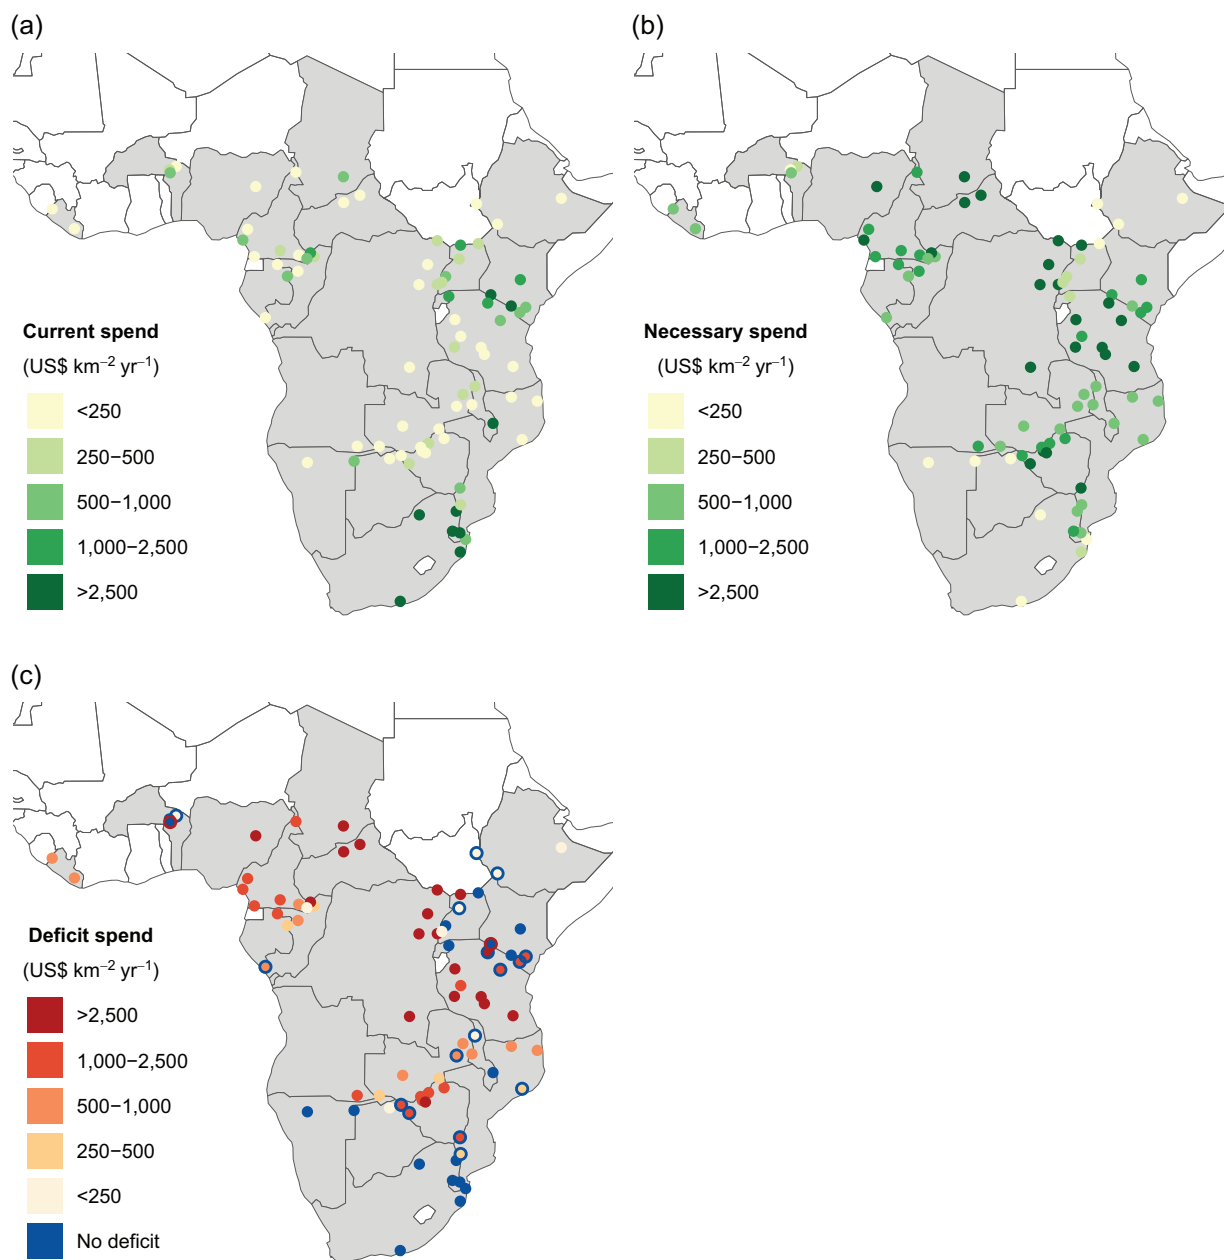 (a)
(b)
Current spend
(US$ km⁻² yr⁻¹)
<250
250–500
500–1,000
1,000–2,500
>2,500
Necessary spend
(US$ km⁻² yr⁻¹)
<250
250–500
500–1,000
1,000–2,500
>2,500
(c)
Deficit spend
(US$ km⁻² yr⁻¹)
>2,500
1,000–2,500
500–1,000
250–500
<250
No deficit